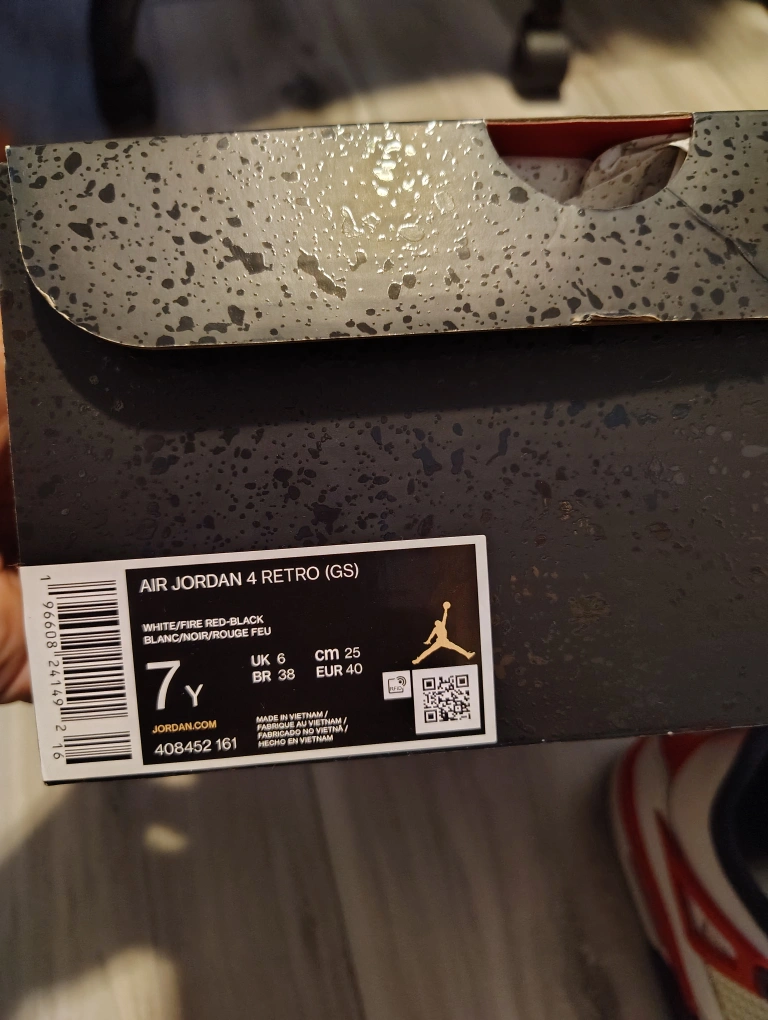 AIR JORDAN 4 RETRO (GS)
WHITE/FIRE RED-BLACK
BLANC/NOIR/ROUGE FEU
7Y
UK 6 cm 25
BR 38 EUR 40
RFID
JORDAN.COM
408452 161
MADE IN VIETNAM /
FABRIQUE AU VIETNAM /
FABRICADO NO VIETNÃ /
HECHO EN VIETNAM
1 96608 24149 2 16